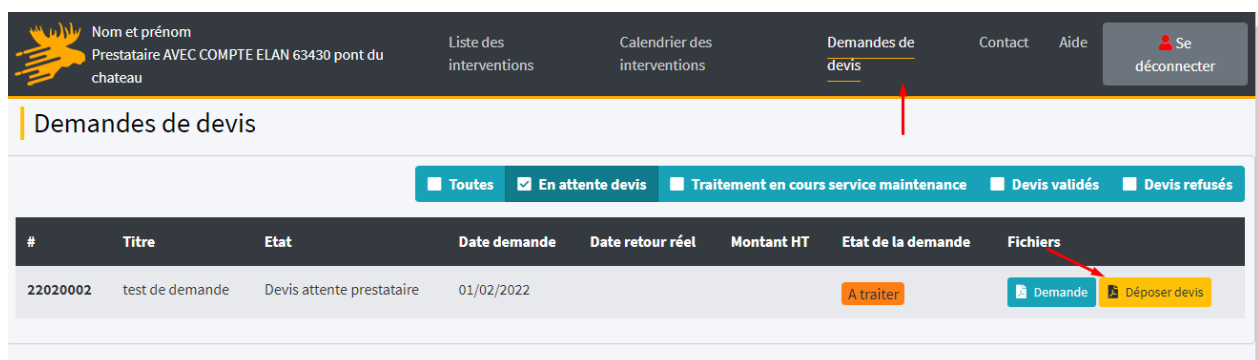 Nom et prénom
Prestataire AVEC COMPTE ELAN 63430 pont du
chateau
Liste des
interventions
Calendrier des
interventions
Demandes de
devis
Contact
Aide
Se
déconnecter
Demandes de devis
Toutes En attente devis Traitement en cours service maintenance Devis validés Devis refusés
# Titre Etat Date demande Date retour réel Montant HT Etat de la demande Fichiers
22020002 test de demande Devis attente prestataire 01/02/2022 A traiter Demande Déposer devis